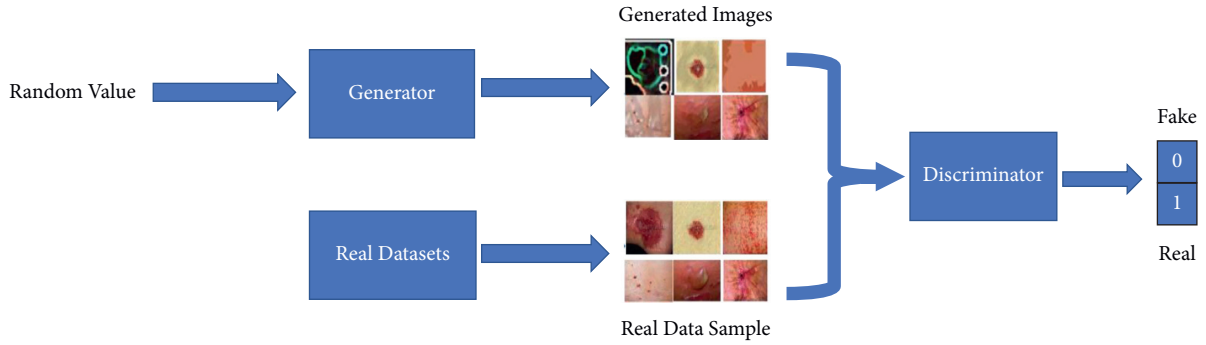 Generated Images
Random Value
Generator
Fake
0
Discriminator
1
Real
Real Datasets
Real Data Sample